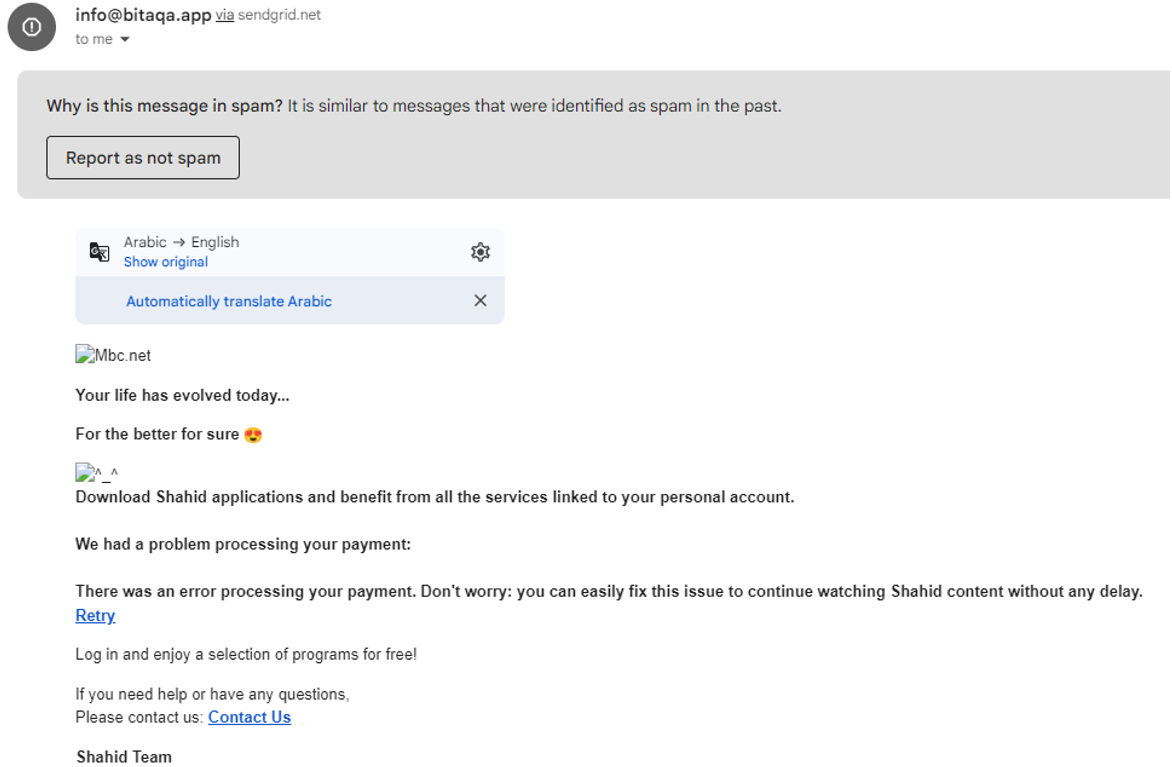 info@bitaqa.app via sendgrid.net
to me
Why is this message in spam? It is similar to messages that were identified as spam in the past.
Report as not spam
Arabic → English
Show original
Automatically translate Arabic
Mbc.net
Your life has evolved today...
For the better for sure 😍
^_^
Download Shahid applications and benefit from all the services linked to your personal account.
We had a problem processing your payment:
There was an error processing your payment. Don't worry: you can easily fix this issue to continue watching Shahid content without any delay.
Retry
Log in and enjoy a selection of programs for free!
If you need help or have any questions,
Please contact us: Contact Us
Shahid Team